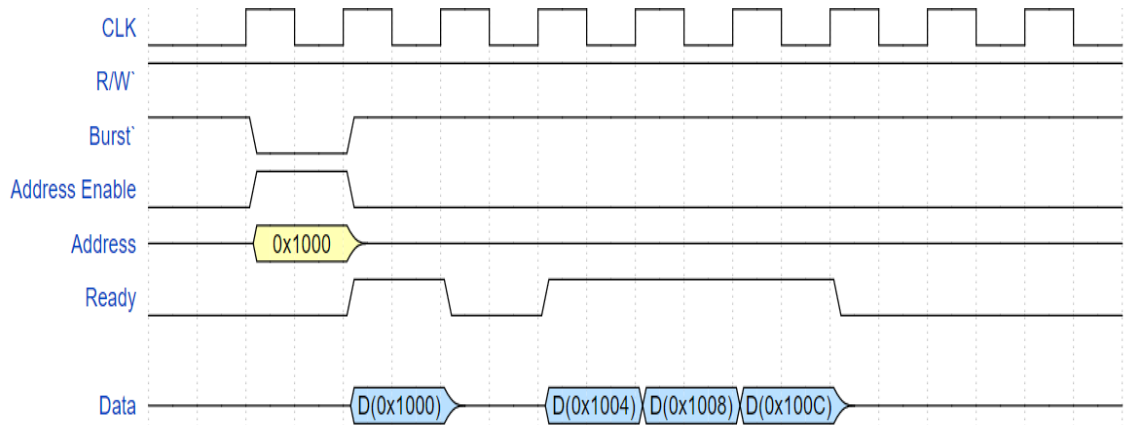 CLK
R/W`
Burst`
Address Enable
Address 0x1000
Ready
Data D(0x1000) D(0x1004) D(0x1008) D(0x100C)